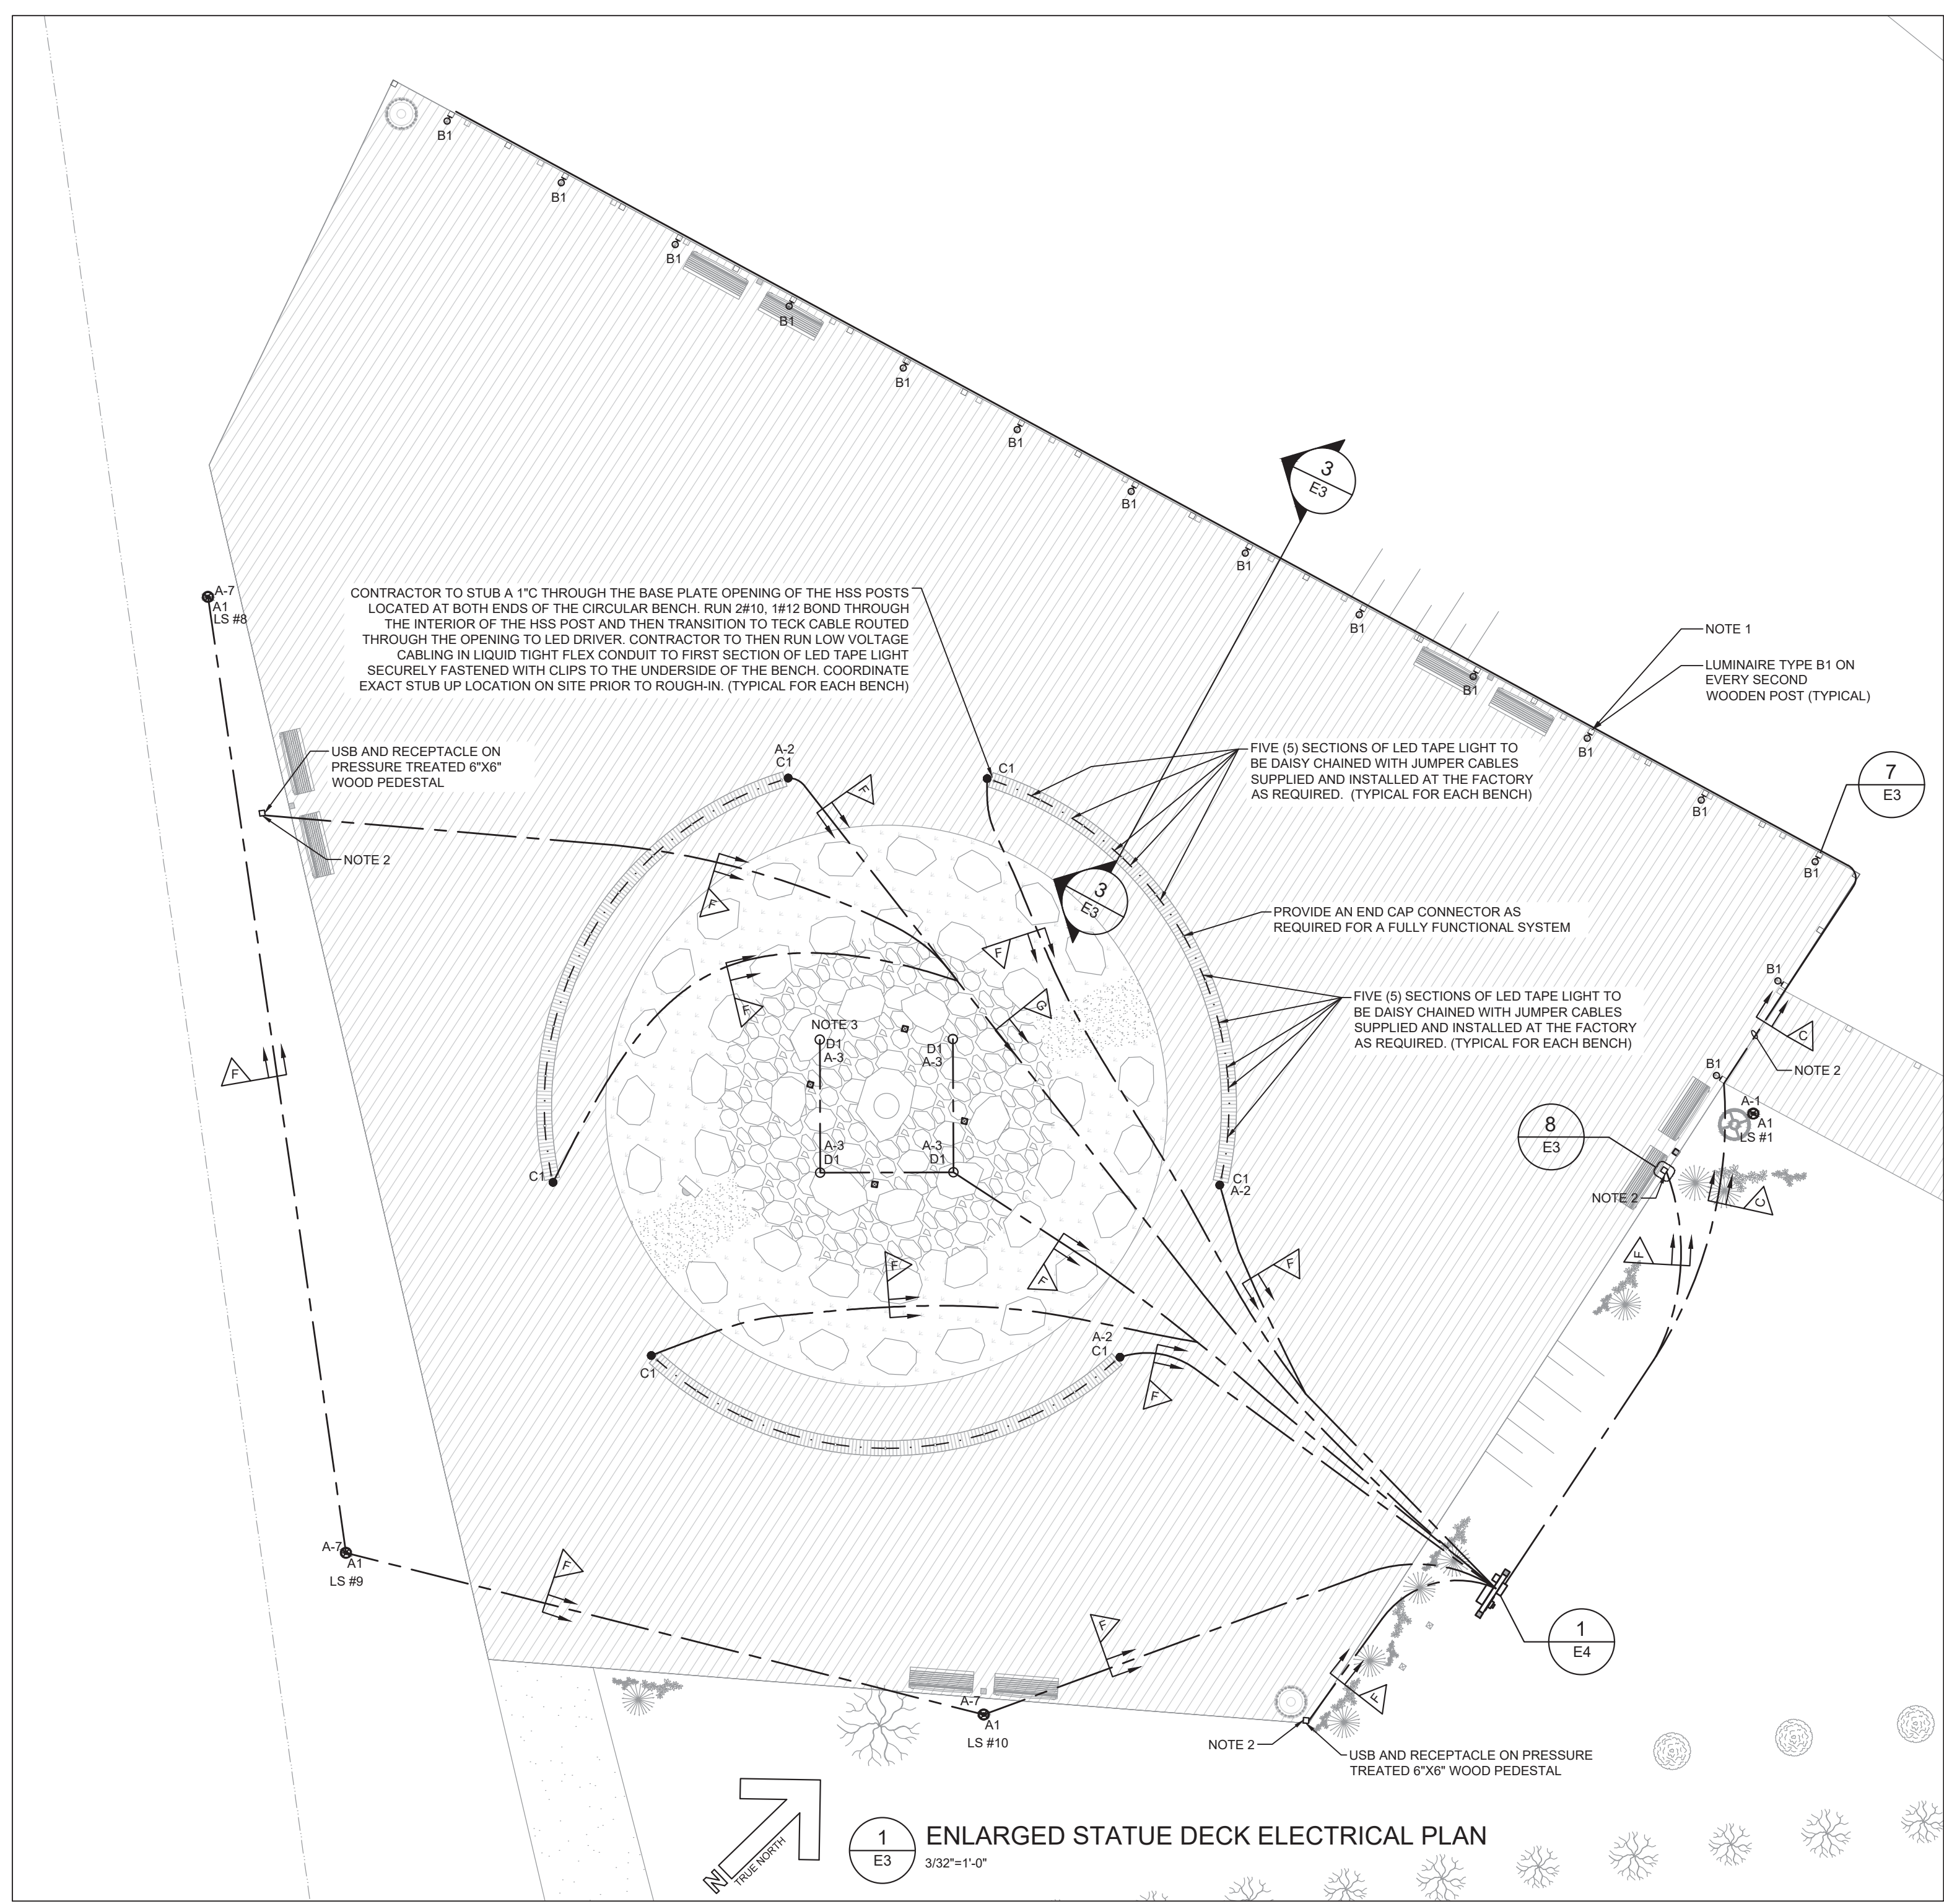 B1
B1
B1
B1
B1
B1
B1
B1
B1
B1
B1
B1
B1
3
E3
A-7
A1
LS #8
CONTRACTOR TO STUB A 1"C THROUGH THE BASE PLATE OPENING OF THE HSS POSTS
LOCATED AT BOTH ENDS OF THE CIRCULAR BENCH. RUN 2#10, 1#12 BOND THROUGH
THE INTERIOR OF THE HSS POST AND THEN TRANSITION TO TECK CABLE ROUTED
THROUGH THE OPENING TO LED DRIVER. CONTRACTOR TO THEN RUN LOW VOLTAGE
CABLING IN LIQUID TIGHT FLEX CONDUIT TO FIRST SECTION OF LED TAPE LIGHT
SECURELY FASTENED WITH CLIPS TO THE UNDERSIDE OF THE BENCH. COORDINATE
EXACT STUB UP LOCATION ON SITE PRIOR TO ROUGH-IN. (TYPICAL FOR EACH BENCH)
NOTE 1
LUMINAIRE TYPE B1 ON
EVERY SECOND
WOODEN POST (TYPICAL)
USB AND RECEPTACLE ON
PRESSURE TREATED 6"X6"
WOOD PEDESTAL
NOTE 2
A-2
C1
F
C1
FIVE (5) SECTIONS OF LED TAPE LIGHT TO
BE DAISY CHAINED WITH JUMPER CABLES
SUPPLIED AND INSTALLED AT THE FACTORY
AS REQUIRED. (TYPICAL FOR EACH BENCH)
7
E3
F
3
E3
PROVIDE AN END CAP CONNECTOR AS
REQUIRED FOR A FULLY FUNCTIONAL SYSTEM
F
F
G
FIVE (5) SECTIONS OF LED TAPE LIGHT TO
BE DAISY CHAINED WITH JUMPER CABLES
SUPPLIED AND INSTALLED AT THE FACTORY
AS REQUIRED. (TYPICAL FOR EACH BENCH)
B1
C
NOTE 2
B1
NOTE 3
D1
A-3
D1
A-3
F
A-3
D1
A-3
D1
A-1
A1
LS #1
8
E3
NOTE 2
C
F
C1
C1
A-2
F
F
F
C1
A-2
C1
F
A-7
A1
LS #9
F
F
1
E4
A-7
A1
LS #10
F
NOTE 2
USB AND RECEPTACLE ON PRESSURE
TREATED 6"X6" WOOD PEDESTAL
N
TRUE NORTH
1
E3
ENLARGED STATUE DECK ELECTRICAL PLAN
3/32"=1'-0"